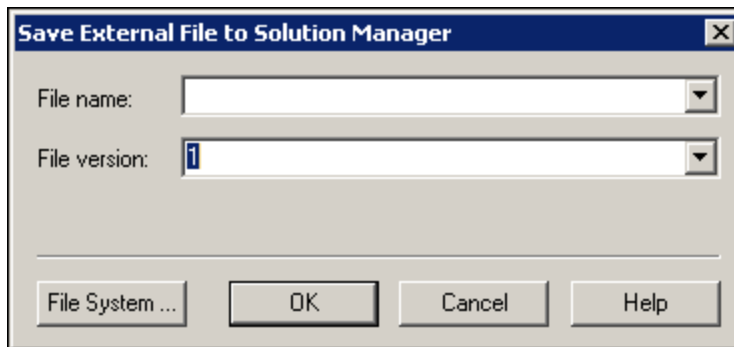 Save External File to Solution Manager
File name:
File version: 1
File System ... OK Cancel Help